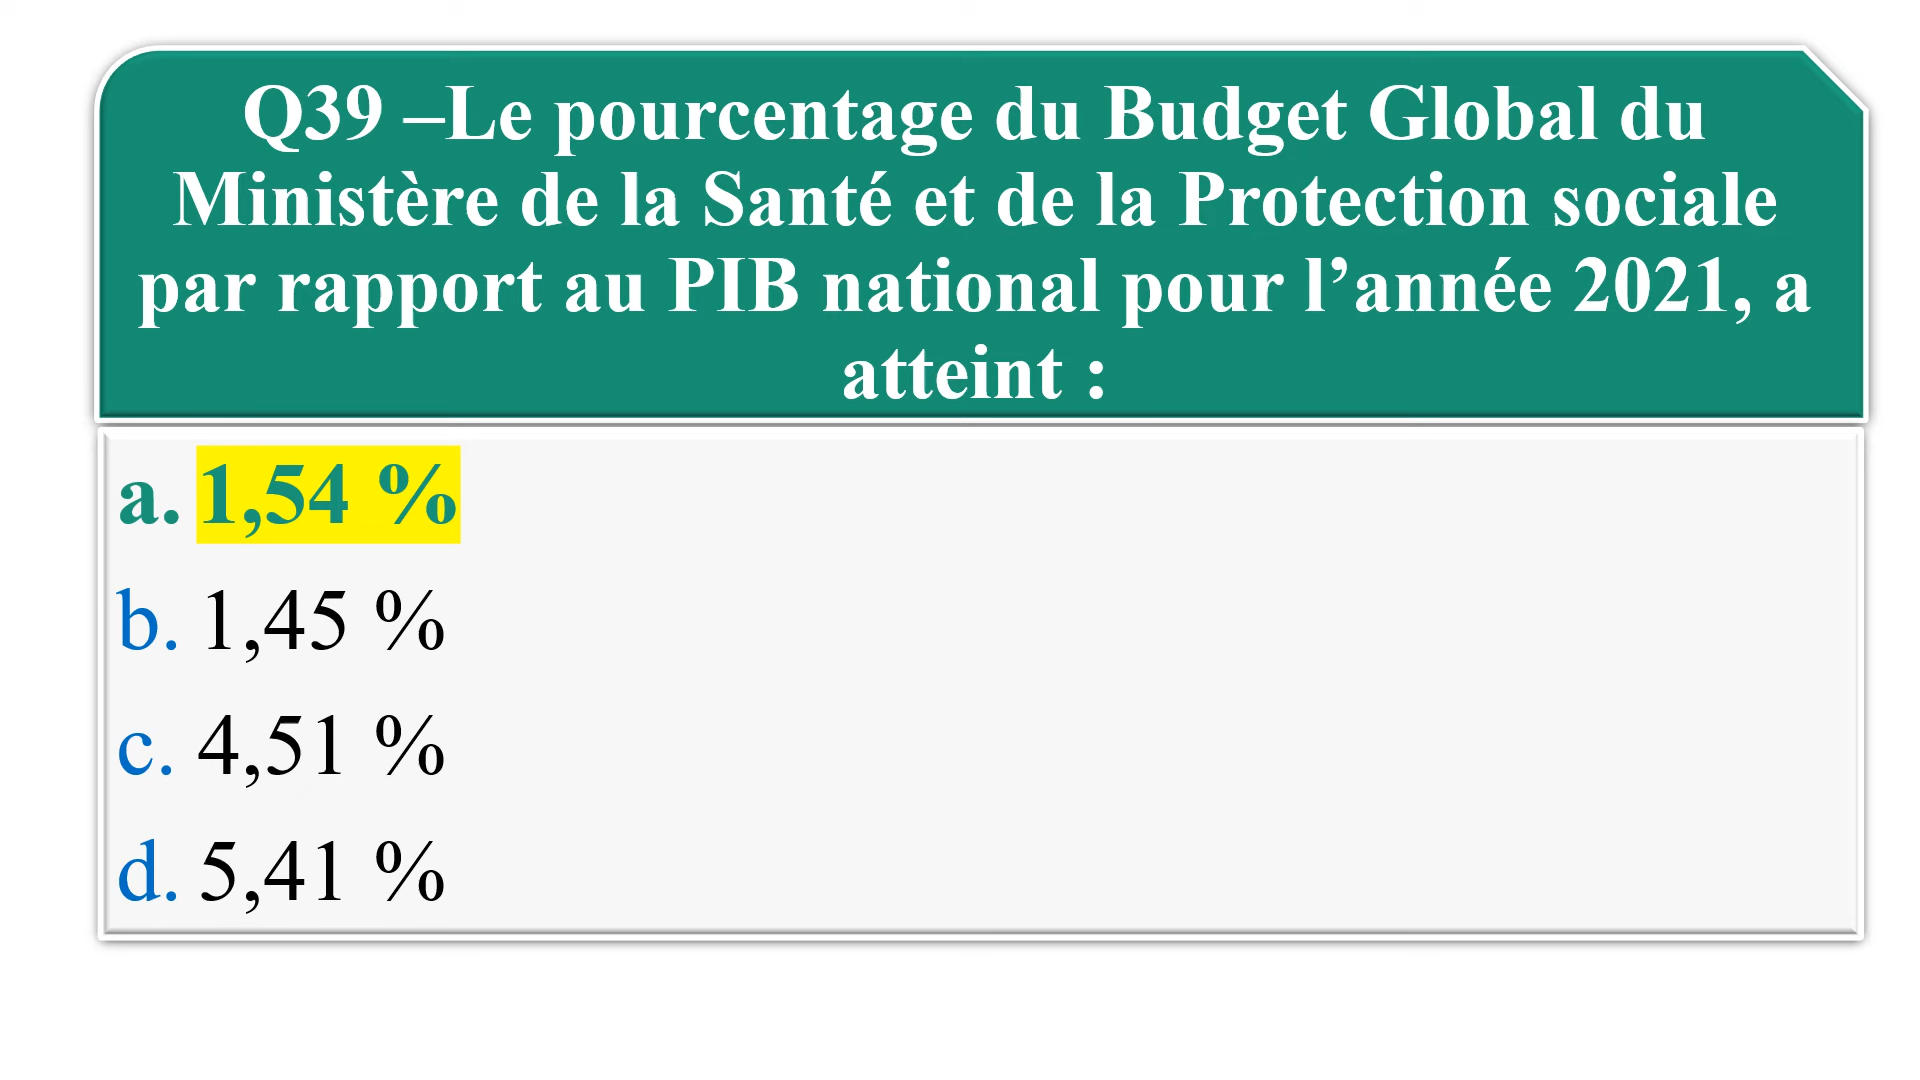 Q39 –Le pourcentage du Budget Global du
Ministère de la Santé et de la Protection sociale
par rapport au PIB national pour l’année 2021, a
atteint :
a. 1,54 %
b. 1,45 %
c. 4,51 %
d. 5,41 %